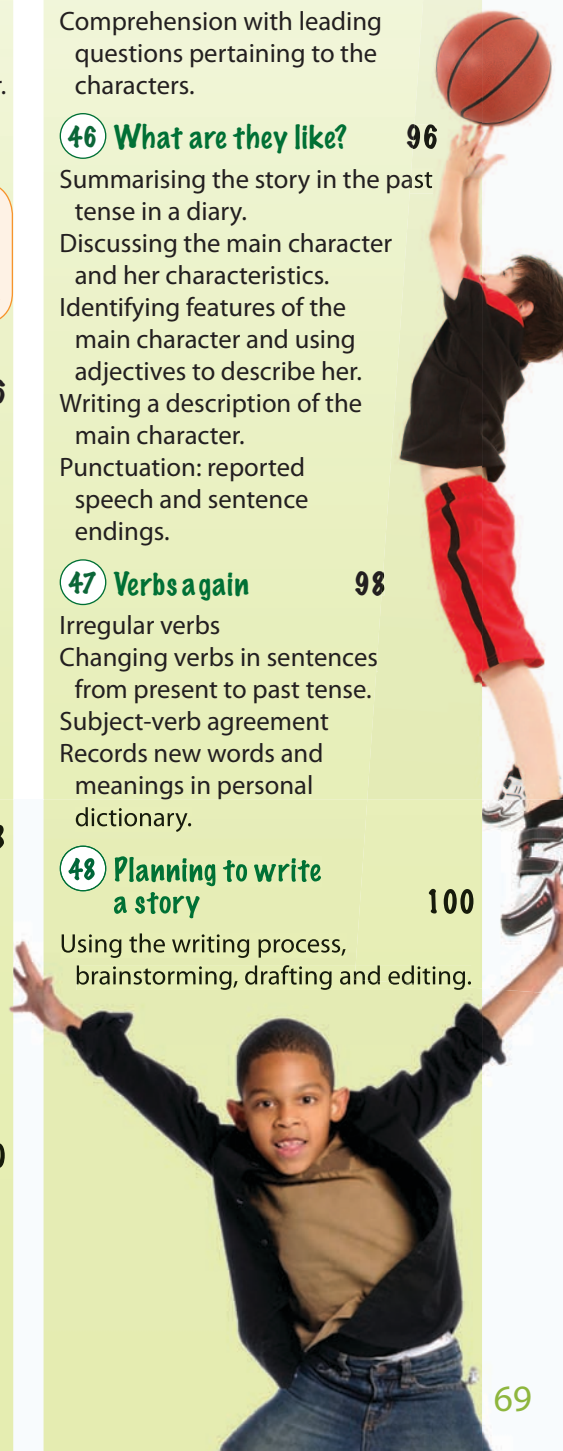 Comprehension with leading
questions pertaining to the
characters.
46 What are they like? 96
Summarising the story in the past
tense in a diary.
Discussing the main character
and her characteristics.
Identifying features of the
main character and using
adjectives to describe her.
Writing a description of the
main character.
Punctuation: reported
speech and sentence
endings.
47 Verbs again 98
Irregular verbs
Changing verbs in sentences
from present to past tense.
Subject-verb agreement
Records new words and
meanings in personal
dictionary.
48 Planning to write
a story 100
Using the writing process,
brainstorming, drafting and editing.
69